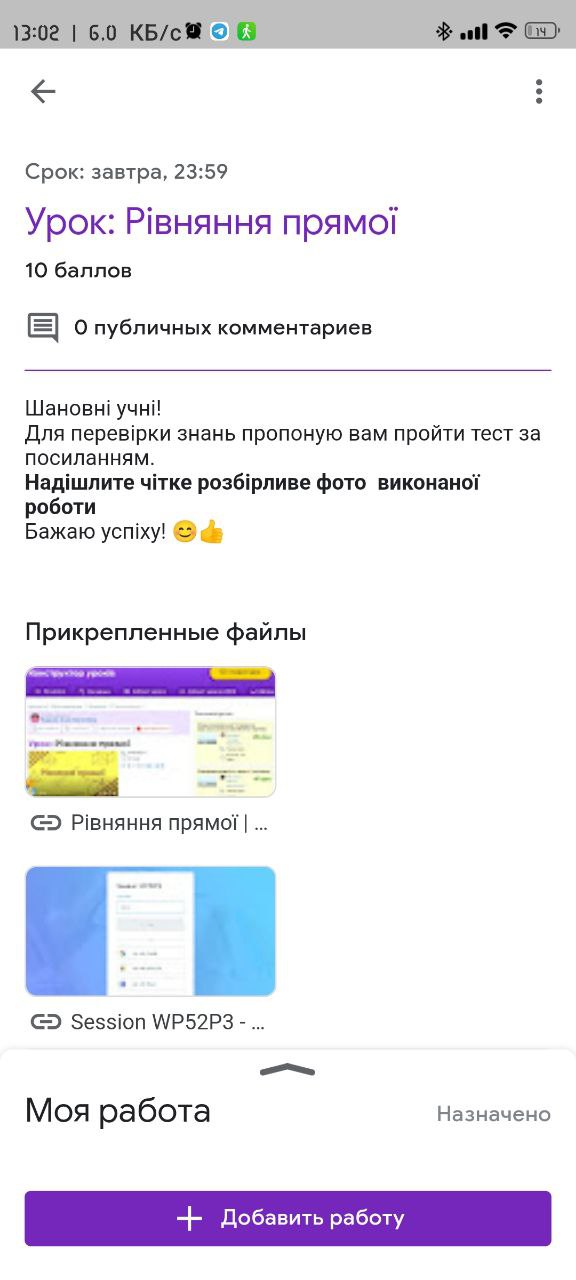 13:02 | 6.0 КБ/с
14
Срок: завтра, 23:59
Урок: Рівняння прямої
10 баллов
0 публичных комментариев
Шановні учні!
Для перевірки знань пропоную вам пройти тест за
посиланням.
Надішлите чітке розбірливе фото виконаної
роботи
Бажаю успіху! 😊👍
Прикрепленные файлы
Конструктор уроків
Урок: Рівняння прямої
Рівняння прямої | ...
Session WP52P3 - ...
Моя работа
Назначено
Добавить работу